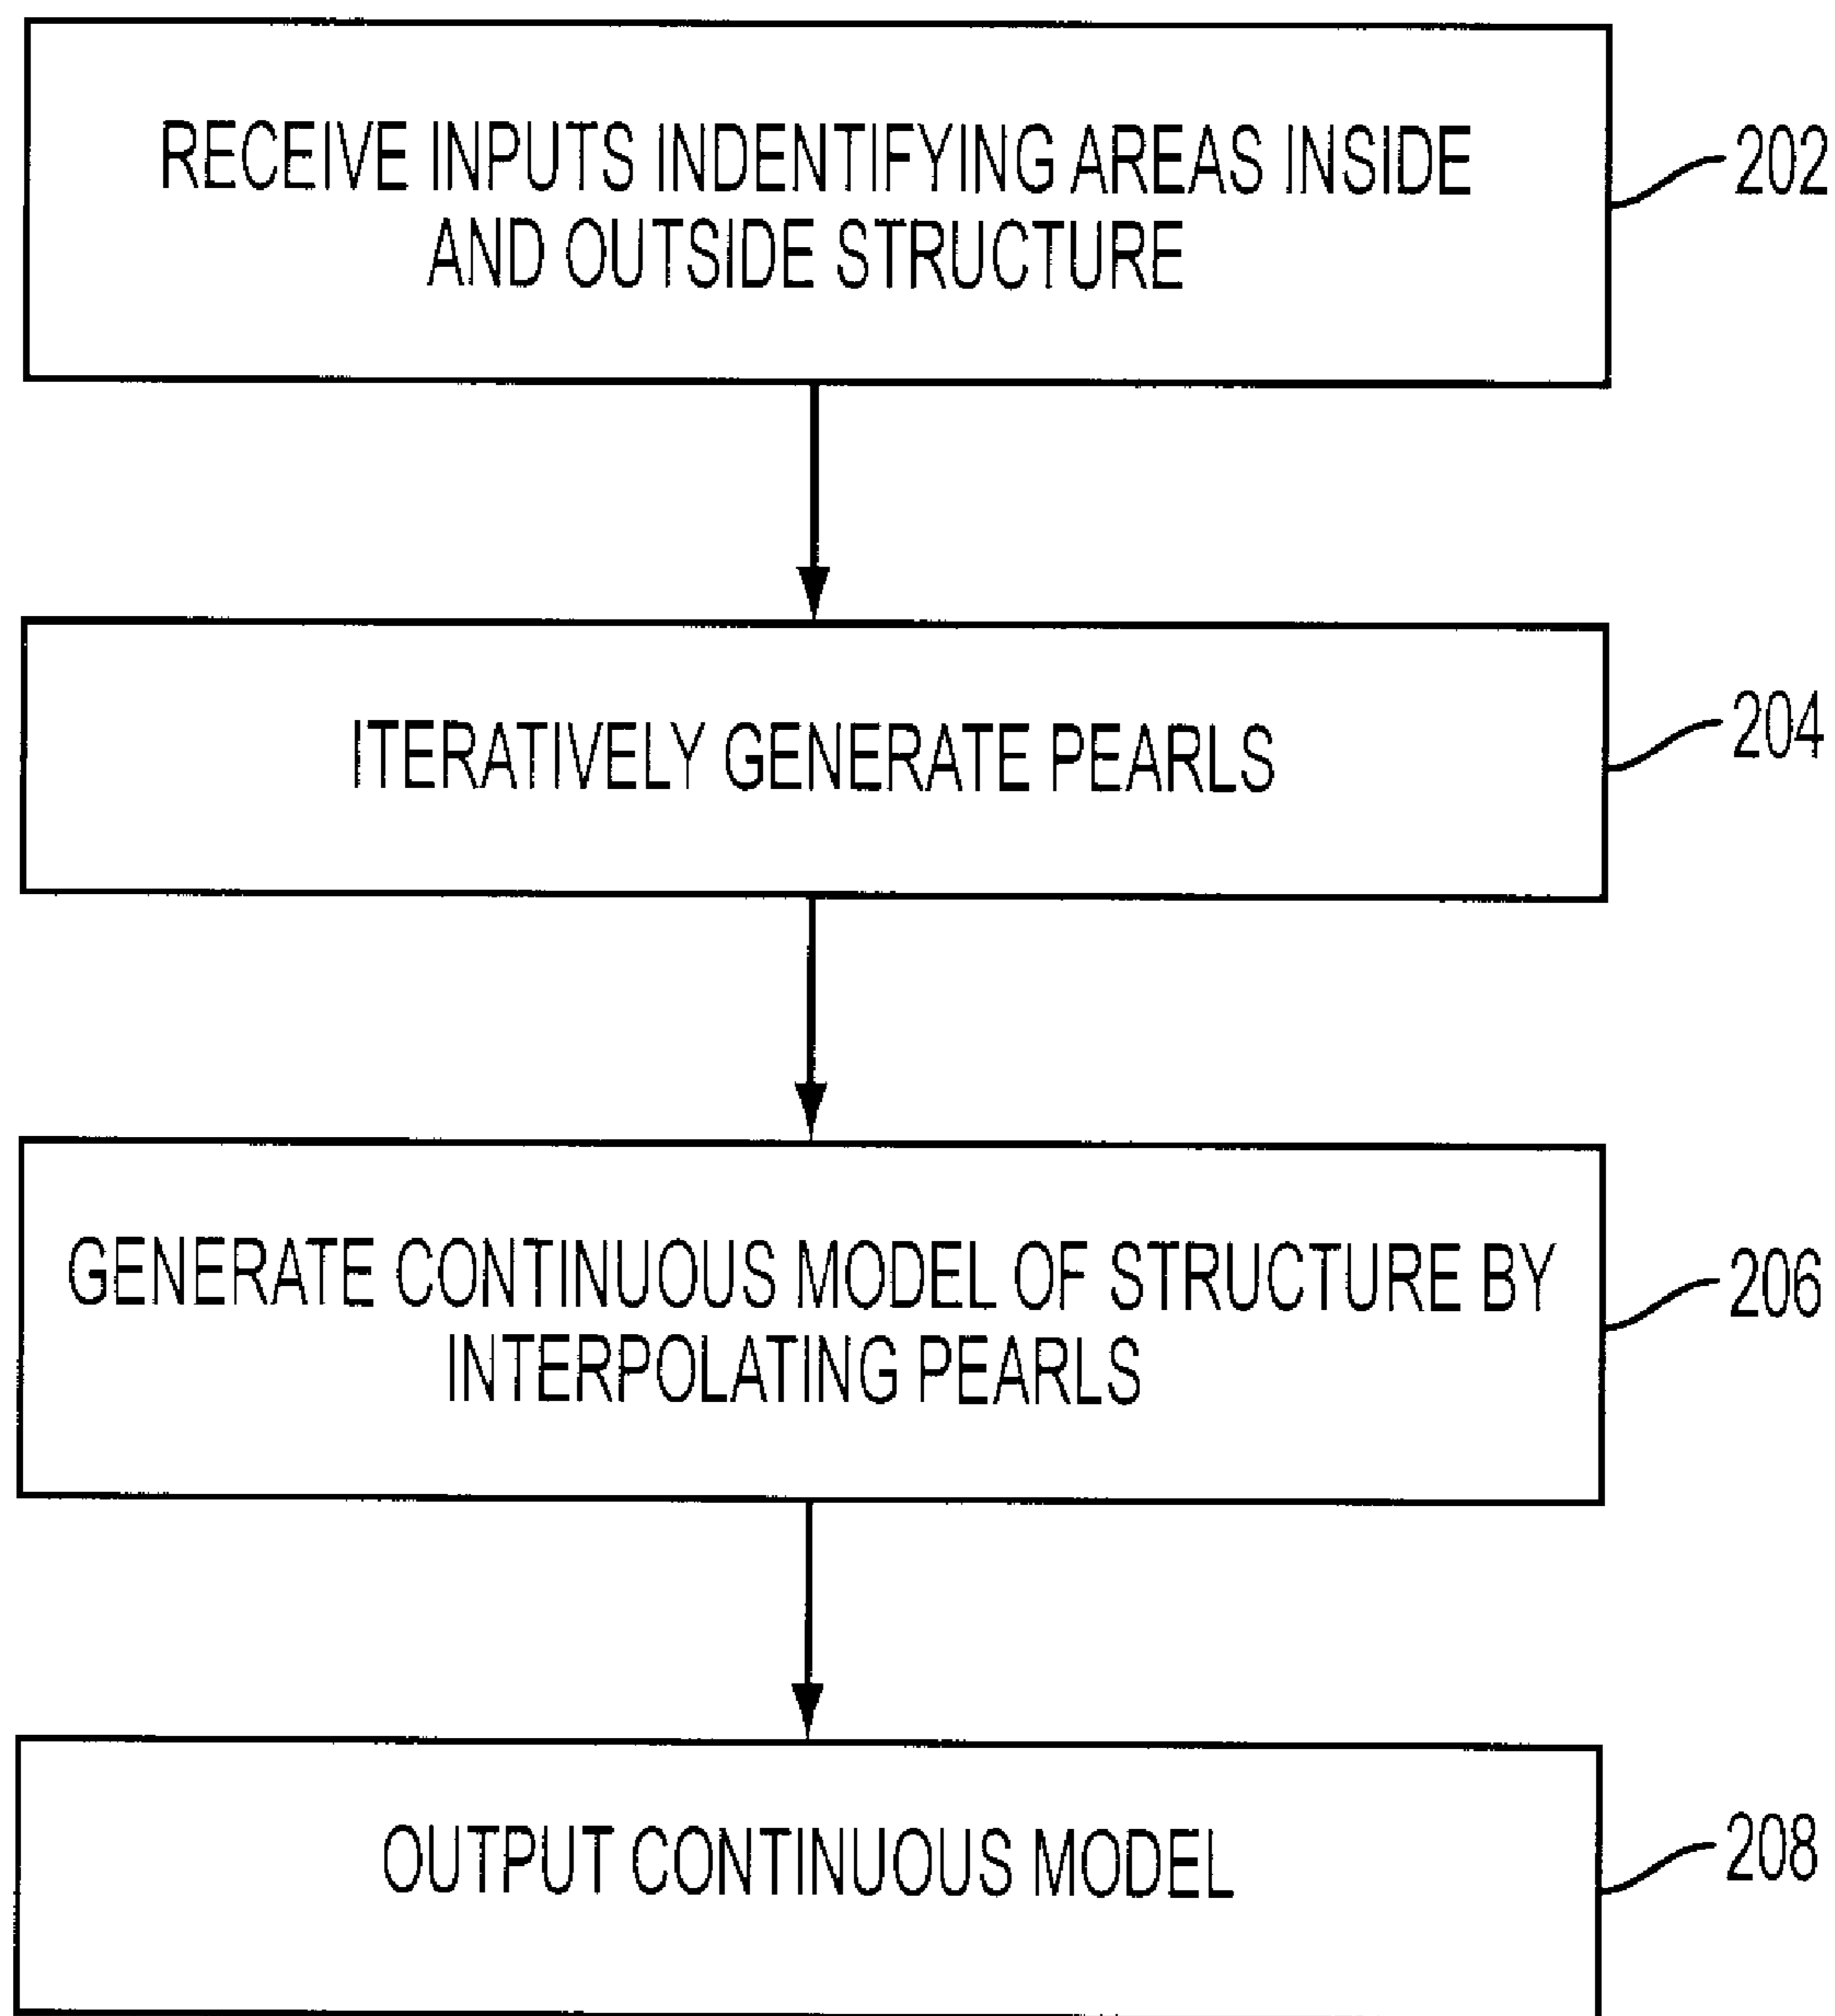 RECEIVE INPUTS INDENTIFYING AREAS INSIDE
AND OUTSIDE STRUCTURE
202
ITERATIVELY GENERATE PEARLS
204
GENERATE CONTINUOUS MODEL OF STRUCTURE BY
INTERPOLATING PEARLS
206
OUTPUT CONTINUOUS MODEL
208